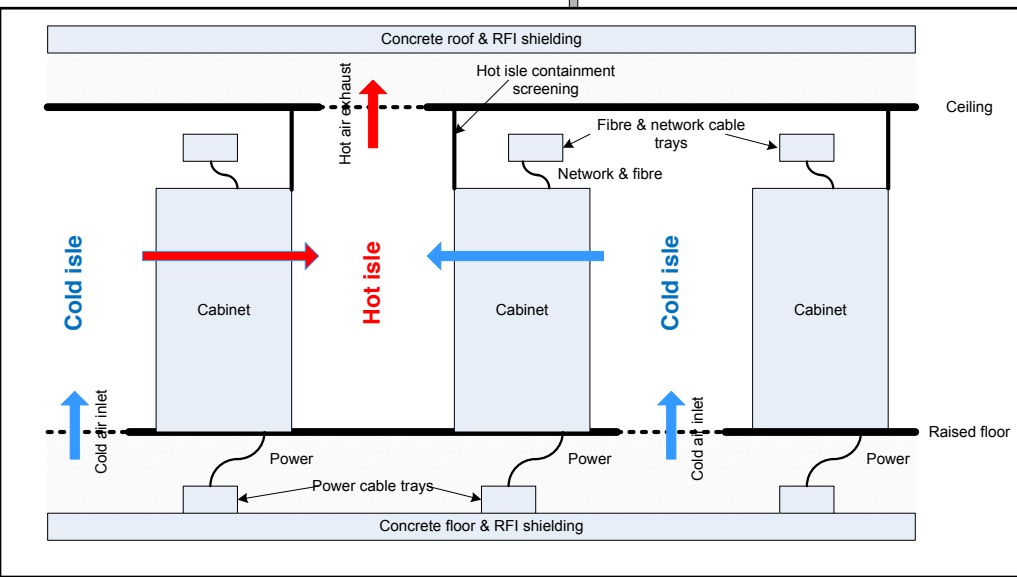 Concrete roof & RFI shielding
Hot air exhaust
Hot isle containment
screening
Ceiling
Fibre & network cable
trays
Network & fibre
Cold isle
Hot isle
Cold isle
Cabinet
Cabinet
Cabinet
Cold air inlet
Cold air inlet
Raised floor
Power
Power
Power
Power cable trays
Concrete floor & RFI shielding